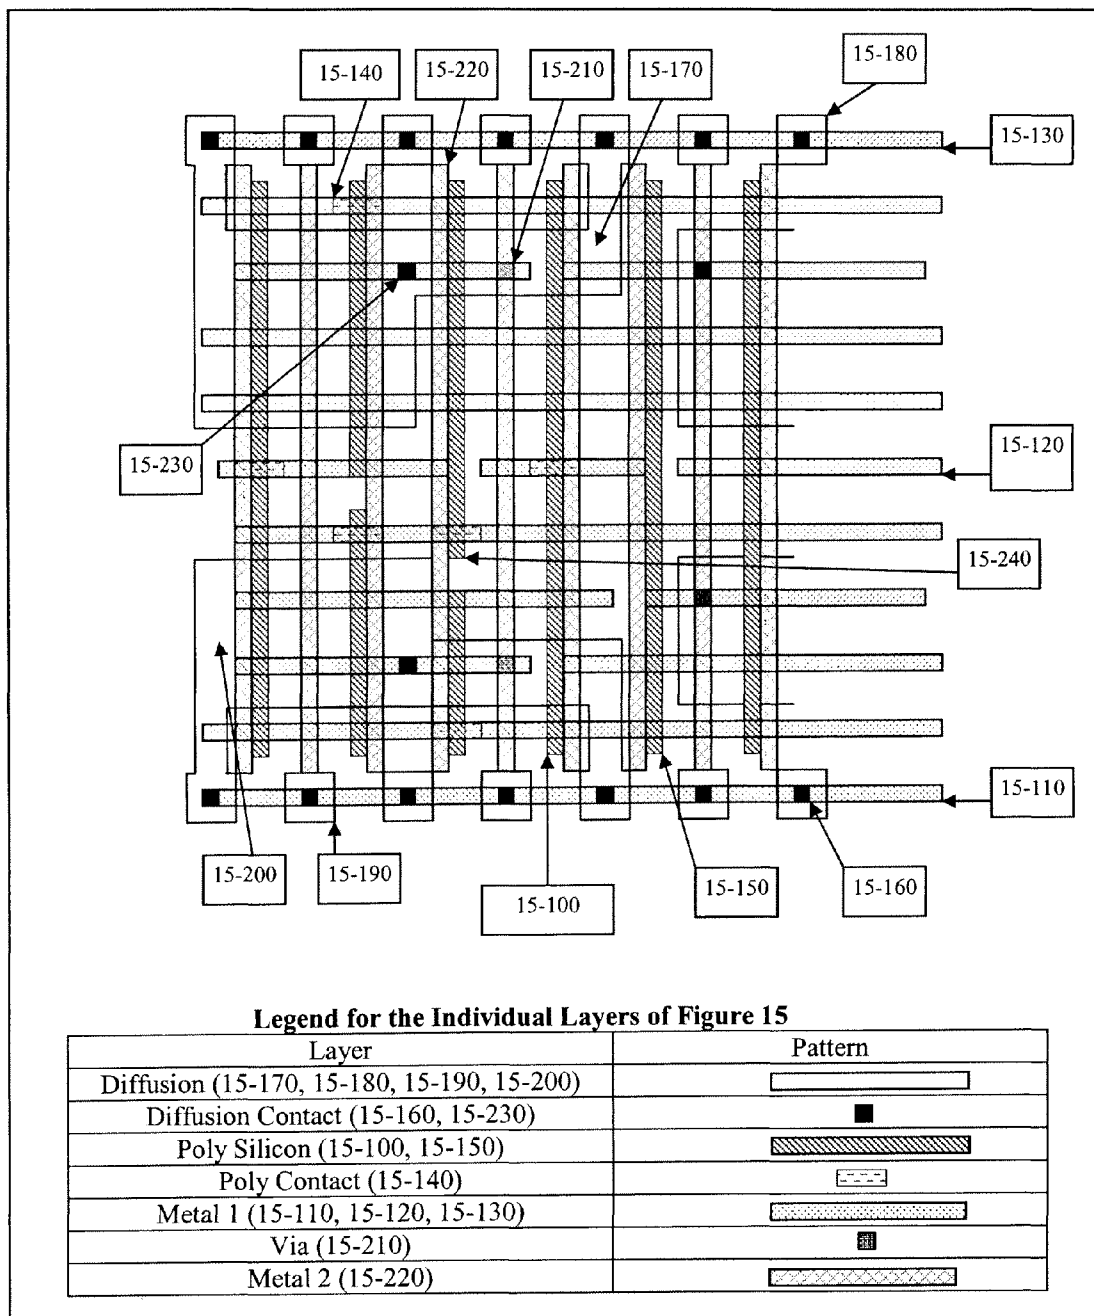 15-140
15-220
15-210
15-170
15-180
15-130
15-230
15-120
15-240
15-110
15-200
15-190
15-100
15-150
15-160
Legend for the Individual Layers of Figure 15
Layer Pattern
Diffusion (15-170, 15-180, 15-190, 15-200)
Diffusion Contact (15-160, 15-230)
Poly Silicon (15-100, 15-150)
Poly Contact (15-140)
Metal 1 (15-110, 15-120, 15-130)
Via (15-210)
Metal 2 (15-220)